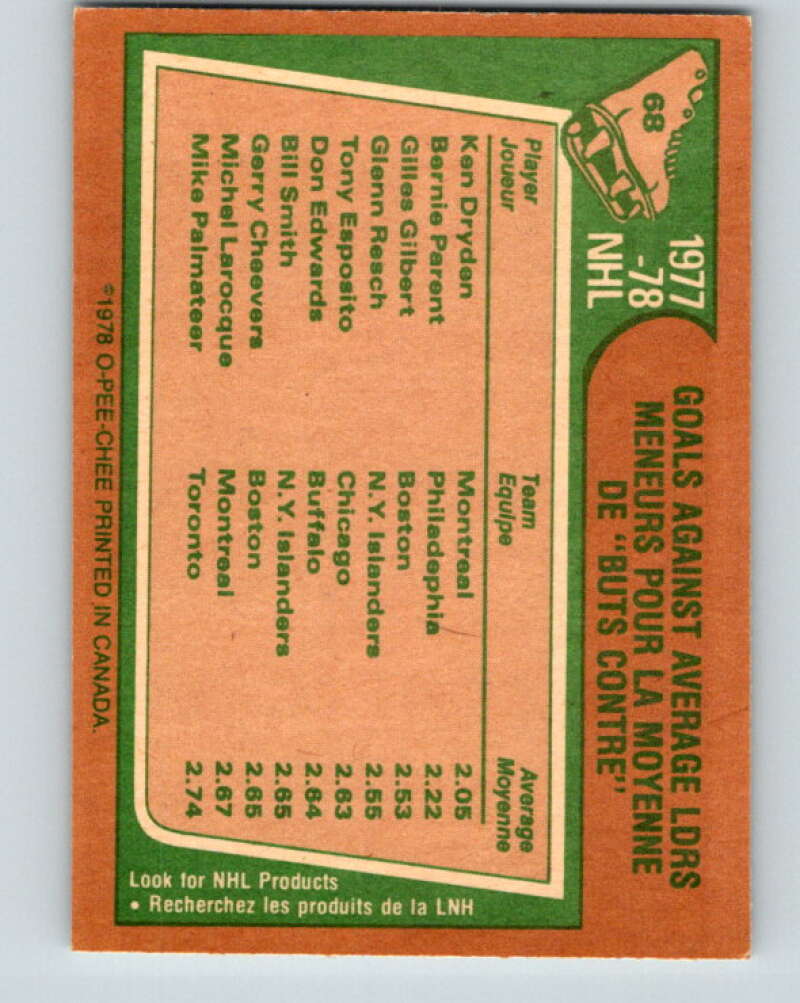 68
1977
-78
NHL
GOALS AGAINST AVERAGE LDRS
MENEURS POUR LA MOYENNE
DE "BUTS CONTRE"
Player Team Average
Joueur Equipe Moyenne
Ken Dryden Montreal 2.05
Bernie Parent Philadephia 2.22
Gilles Gilbert Boston 2.53
Glenn Resch N.Y. Islanders 2.55
Tony Esposito Chicago 2.63
Don Edwards Buffalo 2.64
Bill Smith N.Y. Islanders 2.65
Gerry Cheevers Boston 2.65
Michel Larocque Montreal 2.67
Mike Palmateer Toronto 2.74
Look for NHL Products
• Recherchez les produits de la LNH
©1978 O-PEE-CHEE PRINTED IN CANADA.